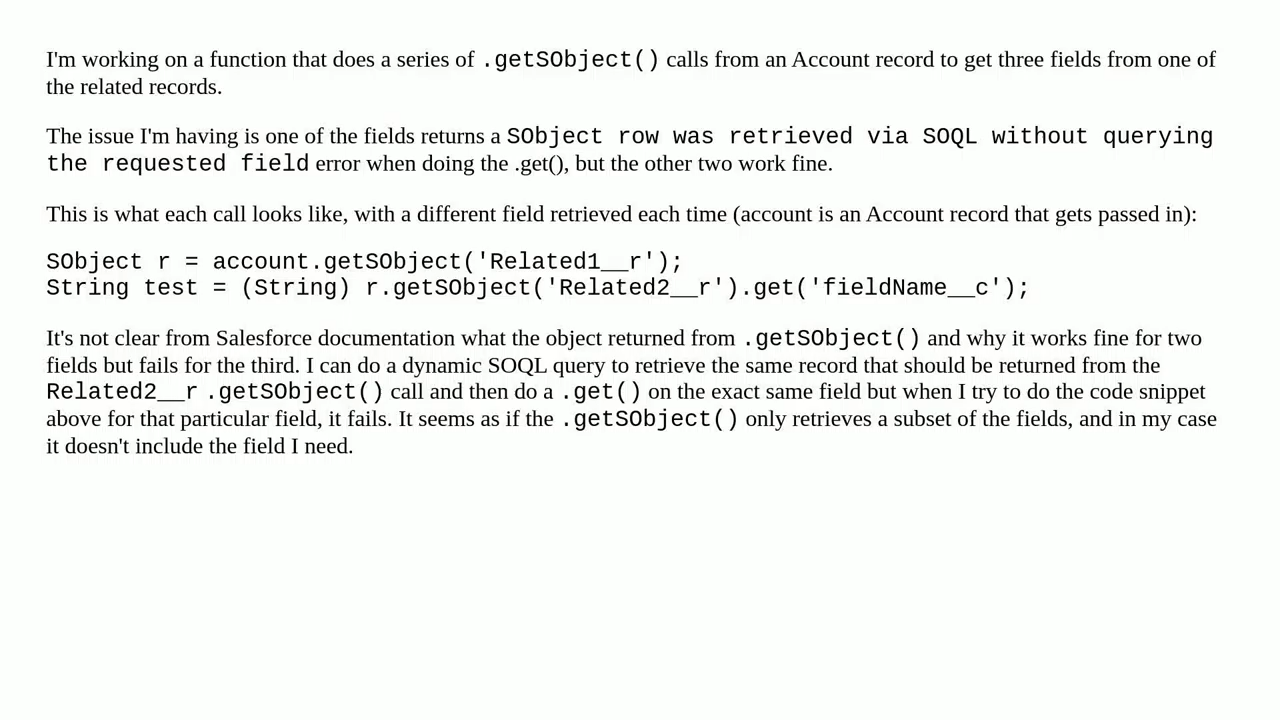 I'm working on a function that does a series of .getSObject() calls from an Account record to get three fields from one of
the related records.
The issue I'm having is one of the fields returns a SObject row was retrieved via SOQL without querying
the requested field error when doing the .get(), but the other two work fine.
This is what each call looks like, with a different field retrieved each time (account is an Account record that gets passed in):
SObject r = account.getSObject('Related1__r');
String test = (String) r.getSObject('Related2__r').get('fieldName__c');
It's not clear from Salesforce documentation what the object returned from .getSObject() and why it works fine for two
fields but fails for the third. I can do a dynamic SOQL query to retrieve the same record that should be returned from the
Related2__r .getSObject() call and then do a .get() on the exact same field but when I try to do the code snippet
above for that particular field, it fails. It seems as if the .getSObject() only retrieves a subset of the fields, and in my case
it doesn't include the field I need.